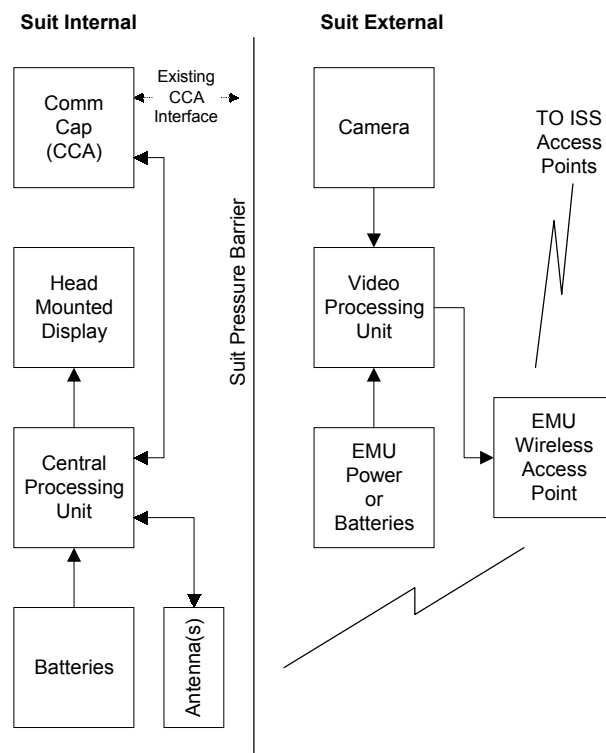 Suit Internal
Suit External
Comm
Cap
(CCA)
Existing
CCA
Interface
Camera
TO ISS
Access
Points
Suit Pressure Barrier
Head
Mounted
Display
Video
Processing
Unit
Central
Processing
Unit
EMU
Power
or
Batteries
EMU
Wireless
Access
Point
Batteries
Antenna(s)